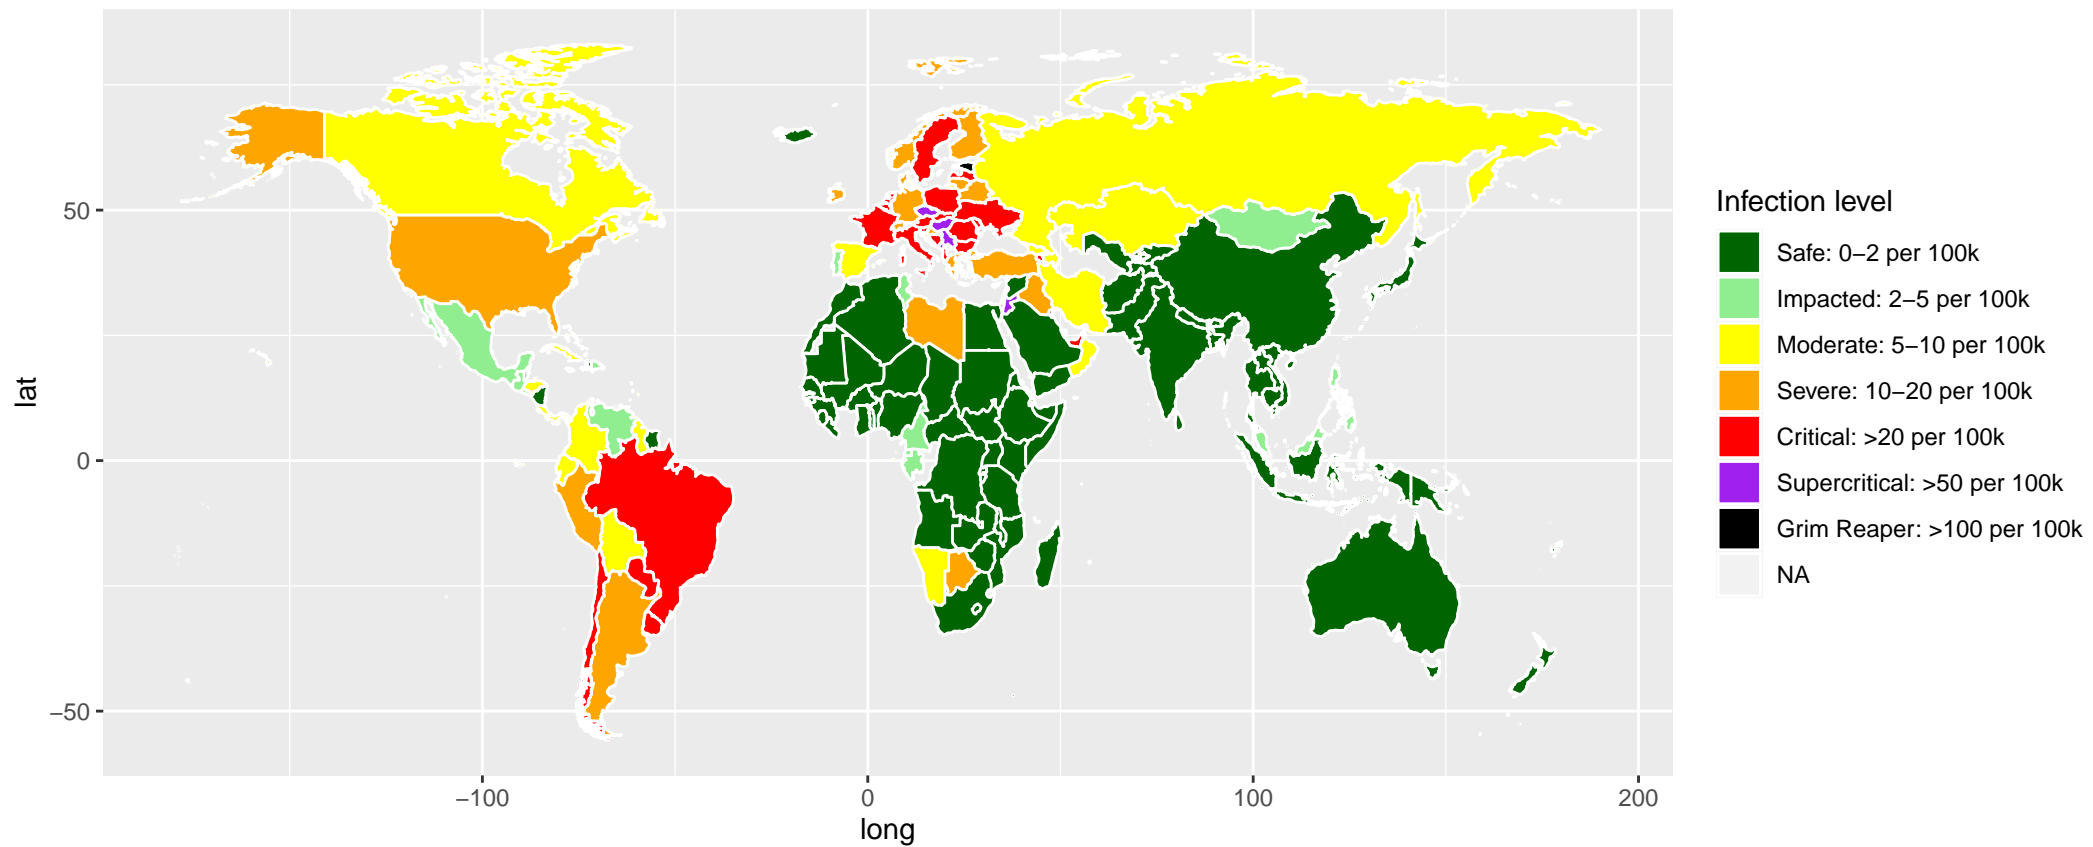 Infection level
Safe: 0–2 per 100k
Impacted: 2–5 per 100k
Moderate: 5–10 per 100k
Severe: 10–20 per 100k
Critical: >20 per 100k
Supercritical: >50 per 100k
Grim Reaper: >100 per 100k
NA
50
0
−50
lat
−100
0
100
200
long